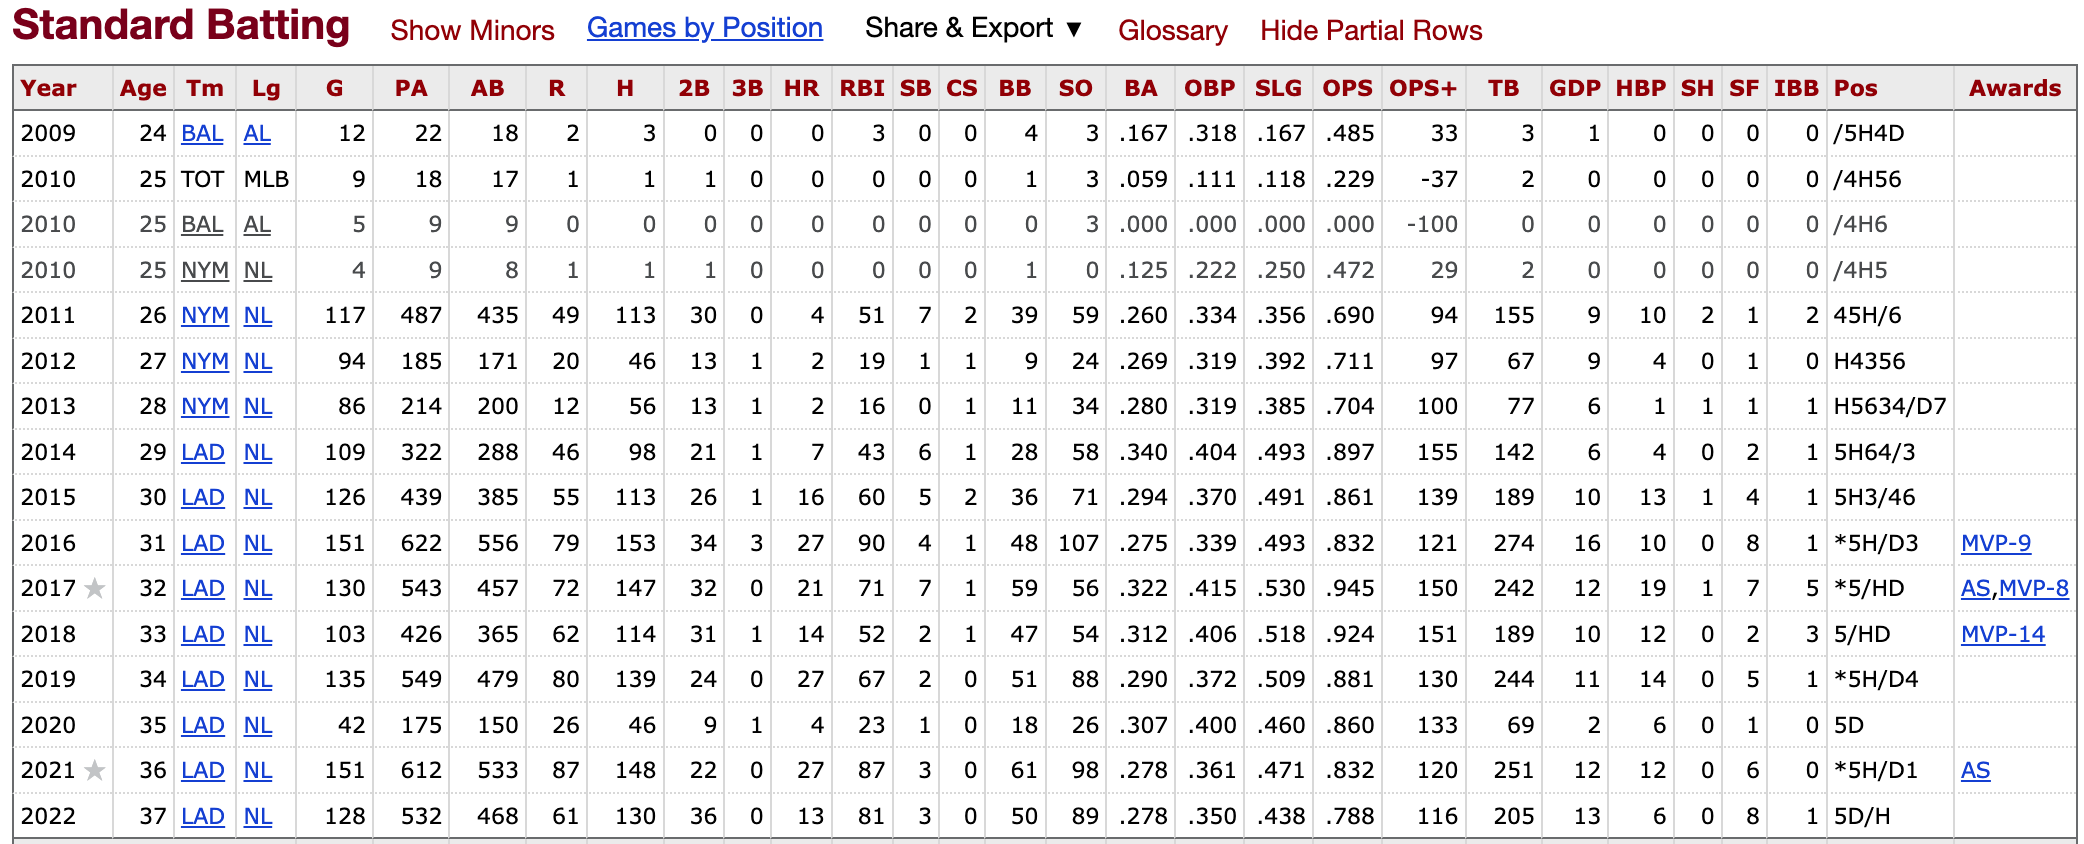 Standard Batting Show Minors Games by Position Share & Export ▼ Glossary Hide Partial Rows
Year Age Tm Lg G PA AB R H 2B 3B HR RBI SB CS BB SO BA OBP SLG OPS OPS+ TB GDP HBP SH SF IBB Pos Awards
2009 24 BAL AL 12 22 18 2 3 0 0 0 3 0 0 4 3 .167 .318 .167 .485 33 3 1 0 0 0 0 /5H4D
2010 25 TOT MLB 9 18 17 1 1 1 0 0 0 0 0 1 3 .059 .111 .118 .229 -37 2 0 0 0 0 0 /4H56
2010 25 BAL AL 5 9 9 0 0 0 0 0 0 0 0 0 3 .000 .000 .000 .000 -100 0 0 0 0 0 0 /4H6
2010 25 NYM NL 4 9 8 1 1 1 0 0 0 0 0 1 0 .125 .222 .250 .472 29 2 0 0 0 0 0 /4H5
2011 26 NYM NL 117 487 435 49 113 30 0 4 51 7 2 39 59 .260 .334 .356 .690 94 155 9 10 2 1 2 45H/6
2012 27 NYM NL 94 185 171 20 46 13 1 2 19 1 1 9 24 .269 .319 .392 .711 97 67 9 4 0 1 0 H4356
2013 28 NYM NL 86 214 200 12 56 13 1 2 16 0 1 11 34 .280 .319 .385 .704 100 77 6 1 1 1 1 H5634/D7
2014 29 LAD NL 109 322 288 46 98 21 1 7 43 6 1 28 58 .340 .404 .493 .897 155 142 6 4 0 2 1 5H64/3
2015 30 LAD NL 126 439 385 55 113 26 1 16 60 5 2 36 71 .294 .370 .491 .861 139 189 10 13 1 4 1 5H3/46
2016 31 LAD NL 151 622 556 79 153 34 3 27 90 4 1 48 107 .275 .339 .493 .832 121 274 16 10 0 8 1 *5H/D3 MVP-9
2017 ★ 32 LAD NL 130 543 457 72 147 32 0 21 71 7 1 59 56 .322 .415 .530 .945 150 242 12 19 1 7 5 *5/HD AS,MVP-8
2018 33 LAD NL 103 426 365 62 114 31 1 14 52 2 1 47 54 .312 .406 .518 .924 151 189 10 12 0 2 3 5/HD MVP-14
2019 34 LAD NL 135 549 479 80 139 24 0 27 67 2 0 51 88 .290 .372 .509 .881 130 244 11 14 0 5 1 *5H/D4
2020 35 LAD NL 42 175 150 26 46 9 1 4 23 1 0 18 26 .307 .400 .460 .860 133 69 2 6 0 1 0 5D
2021 ★ 36 LAD NL 151 612 533 87 148 22 0 27 87 3 0 61 98 .278 .361 .471 .832 120 251 12 12 0 6 0 *5H/D1 AS
2022 37 LAD NL 128 532 468 61 130 36 0 13 81 3 0 50 89 .278 .350 .438 .788 116 205 13 6 0 8 1 5D/H